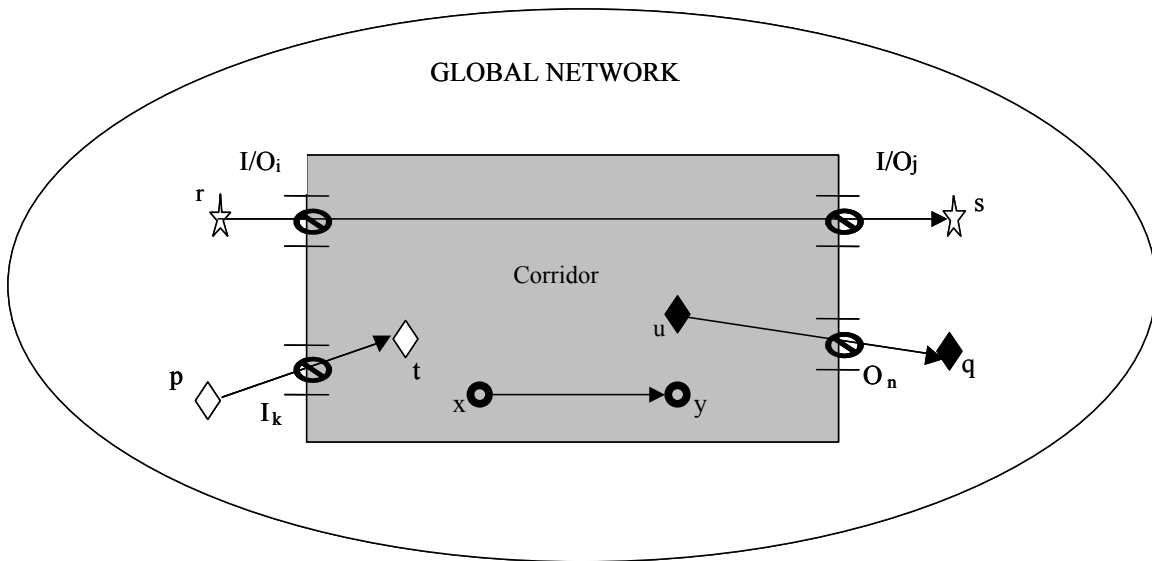 GLOBAL NETWORK
I/Oi
I/Oj
r
s
Corridor
u
p
t
q
On
Ik
x
y